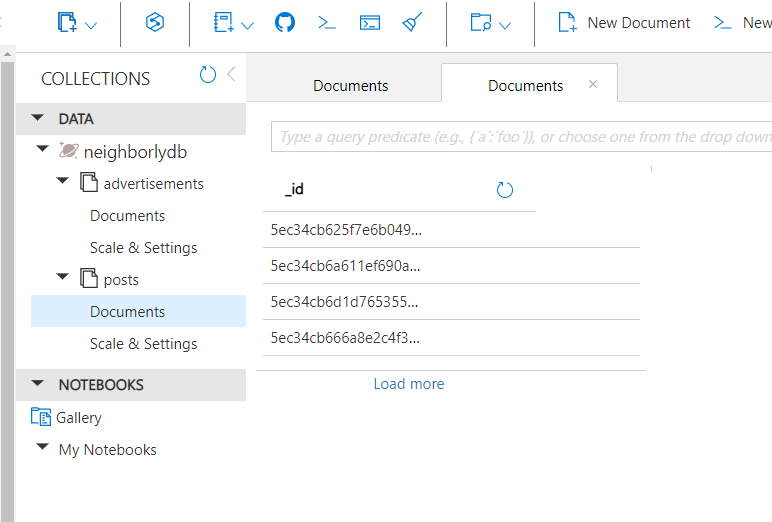 New Document
New
COLLECTIONS
DATA
neighborlydb
advertisements
Documents
Scale & Settings
posts
Documents
Scale & Settings
NOTEBOOKS
Gallery
My Notebooks
Documents
Documents
Type a query predicate (e.g., {´a´:´foo´}), or choose one from the drop down
_id
5ec34cb625f7e6b049...
5ec34cb6a611ef690a...
5ec34cb6d1d765355...
5ec34cb666a8e2c4f3...
Load more